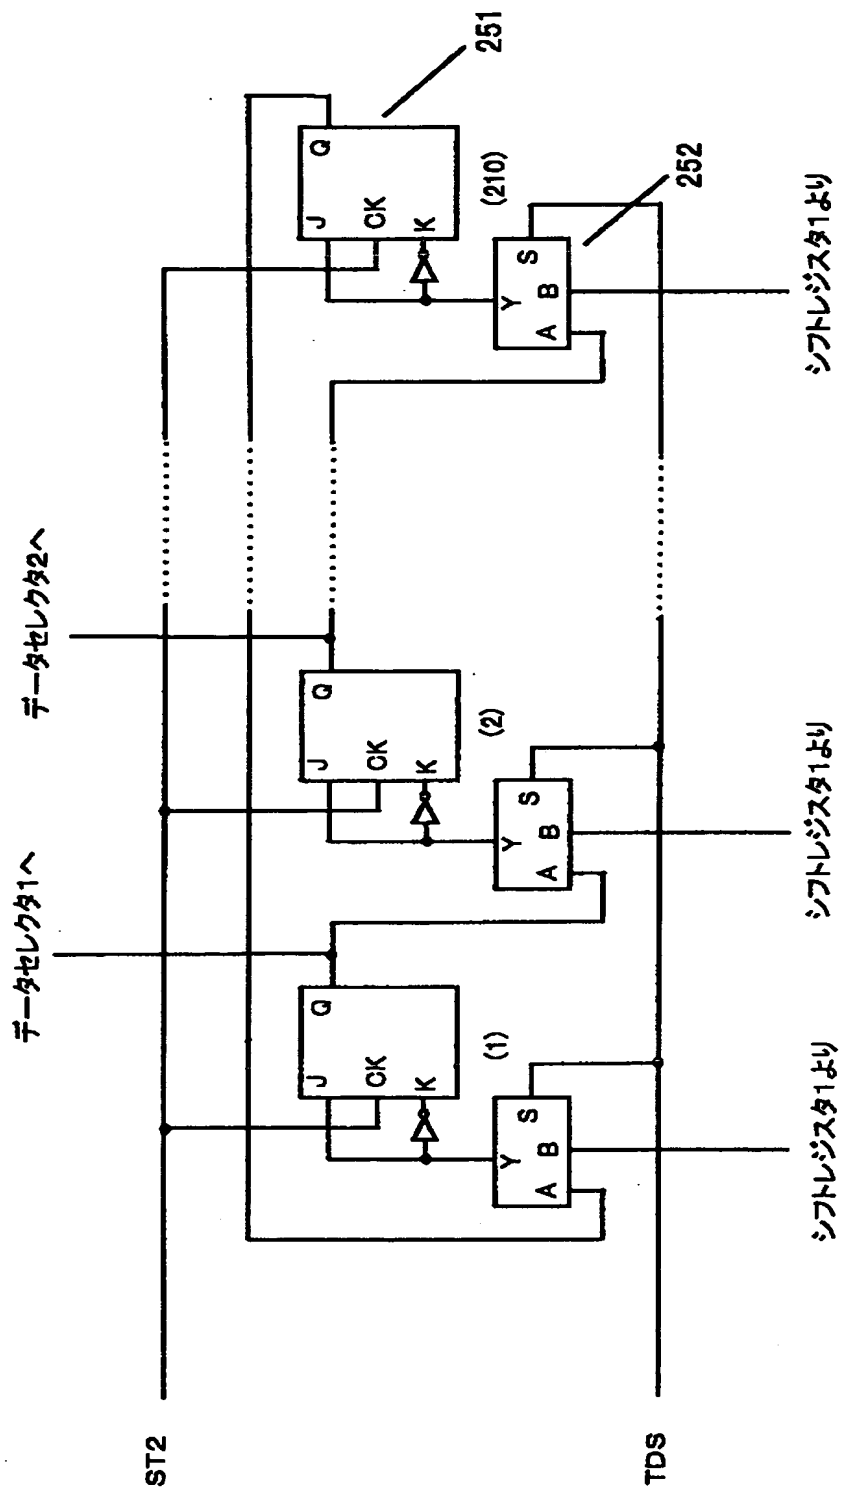 データセレクタ1へ
データセレクタ2へ
ST2
Q
J
CK
K
(1)
Q
J
CK
K
(2)
Q
J
CK
K
(210)
251
Y
S
B
A
Y
S
B
A
Y
S
B
A
252
TDS
シフトレジスタ1より
シフトレジスタ1より
シフトレジスタ1より